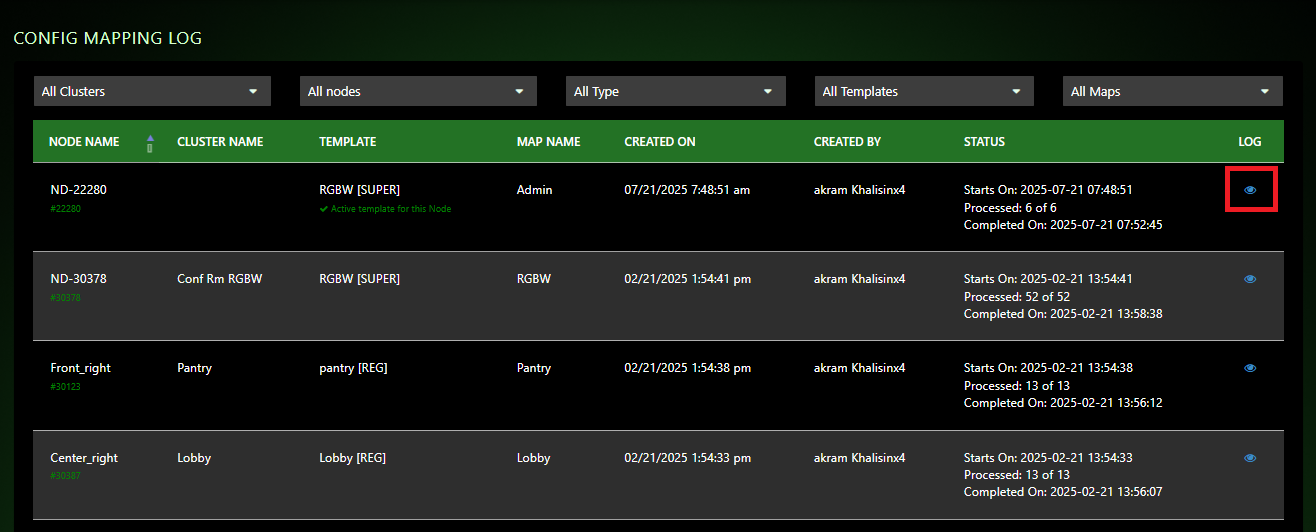 CONFIG MAPPING LOG
All Clusters All nodes All Type All Templates All Maps
NODE NAME CLUSTER NAME TEMPLATE MAP NAME CREATED ON CREATED BY STATUS LOG
ND-22280 RGBW [SUPER] Admin 07/21/2025 7:48:51 am akram Khalisinx4 Starts On: 2025-07-21 07:48:51
#22280 Active template for this Node Processed: 6 of 6
Completed On: 2025-07-21 07:52:45
ND-30378 Conf Rm RGBW RGBW [SUPER] RGBW 02/21/2025 1:54:41 pm akram Khalisinx4 Starts On: 2025-02-21 13:54:41
#30378 Processed: 52 of 52
Completed On: 2025-02-21 13:58:38
Front_right Pantry pantry [REG] Pantry 02/21/2025 1:54:38 pm akram Khalisinx4 Starts On: 2025-02-21 13:54:38
#30123 Processed: 13 of 13
Completed On: 2025-02-21 13:56:12
Center_right Lobby Lobby [REG] Lobby 02/21/2025 1:54:33 pm akram Khalisinx4 Starts On: 2025-02-21 13:54:33
#30387 Processed: 13 of 13
Completed On: 2025-02-21 13:56:07